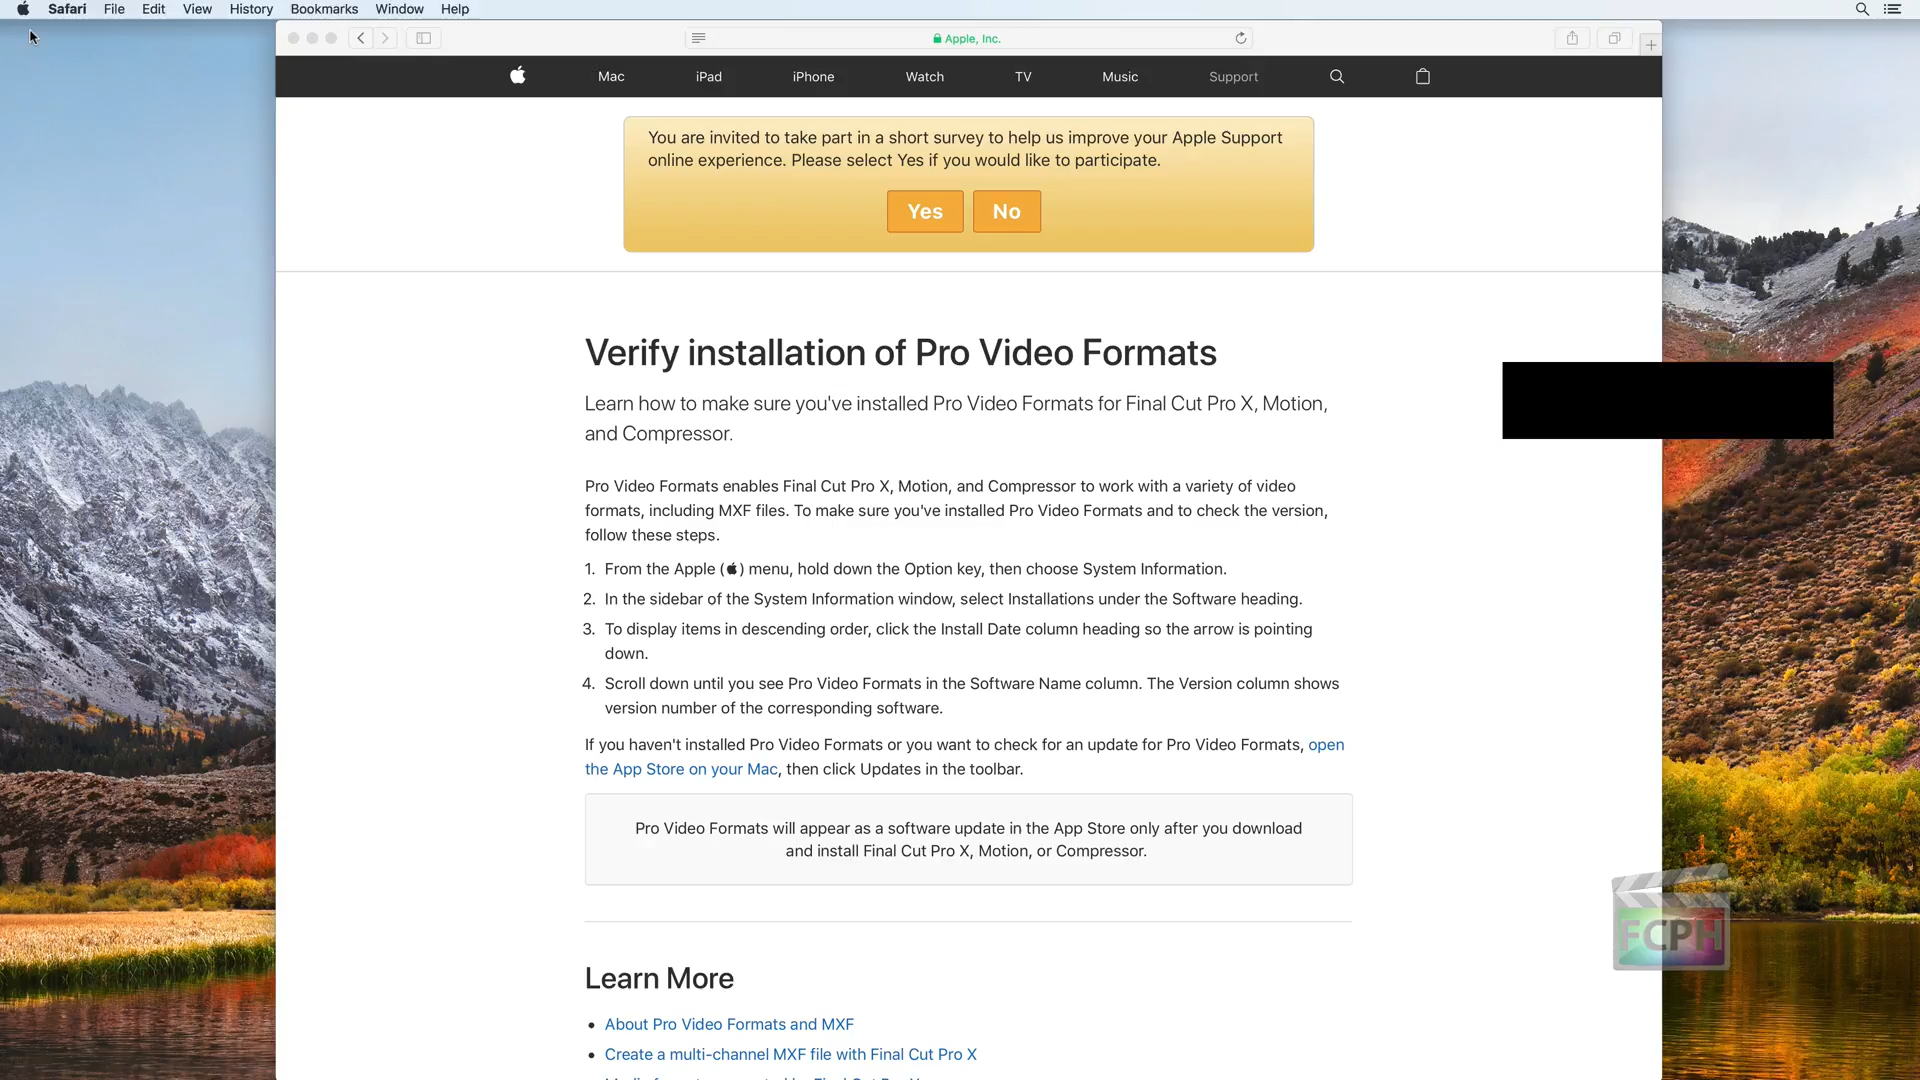 Safari File Edit View History Bookmarks Window Help
Apple, Inc.
Mac iPad iPhone Watch TV Music Support
You are invited to take part in a short survey to help us improve your Apple Support
online experience. Please select Yes if you would like to participate.
Yes No
Verify installation of Pro Video Formats
Learn how to make sure you've installed Pro Video Formats for Final Cut Pro X, Motion,
and Compressor.
Pro Video Formats enables Final Cut Pro X, Motion, and Compressor to work with a variety of video
formats, including MXF files. To make sure you've installed Pro Video Formats and to check the version,
follow these steps.
1. From the Apple () menu, hold down the Option key, then choose System Information.
2. In the sidebar of the System Information window, select Installations under the Software heading.
3. To display items in descending order, click the Install Date column heading so the arrow is pointing
down.
4. Scroll down until you see Pro Video Formats in the Software Name column. The Version column shows
version number of the corresponding software.
If you haven't installed Pro Video Formats or you want to check for an update for Pro Video Formats, open
the App Store on your Mac, then click Updates in the toolbar.
Pro Video Formats will appear as a software update in the App Store only after you download
and install Final Cut Pro X, Motion, or Compressor.
FCPH
Learn More
• About Pro Video Formats and MXF
• Create a multi-channel MXF file with Final Cut Pro X